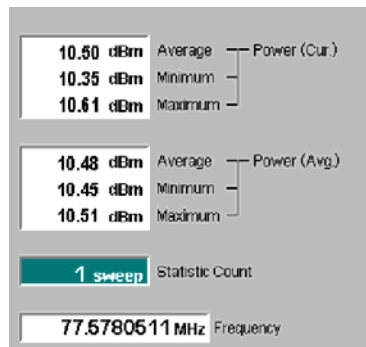 10.50 dBm Average Power (Cur.)
10.35 dBm Minimum
10.61 dBm Maximum
10.48 dBm Average Power (Avg.)
10.45 dBm Minimum
10.51 dBm Maximum
1 sweep Statistic Count
77.5780511 MHz Frequency